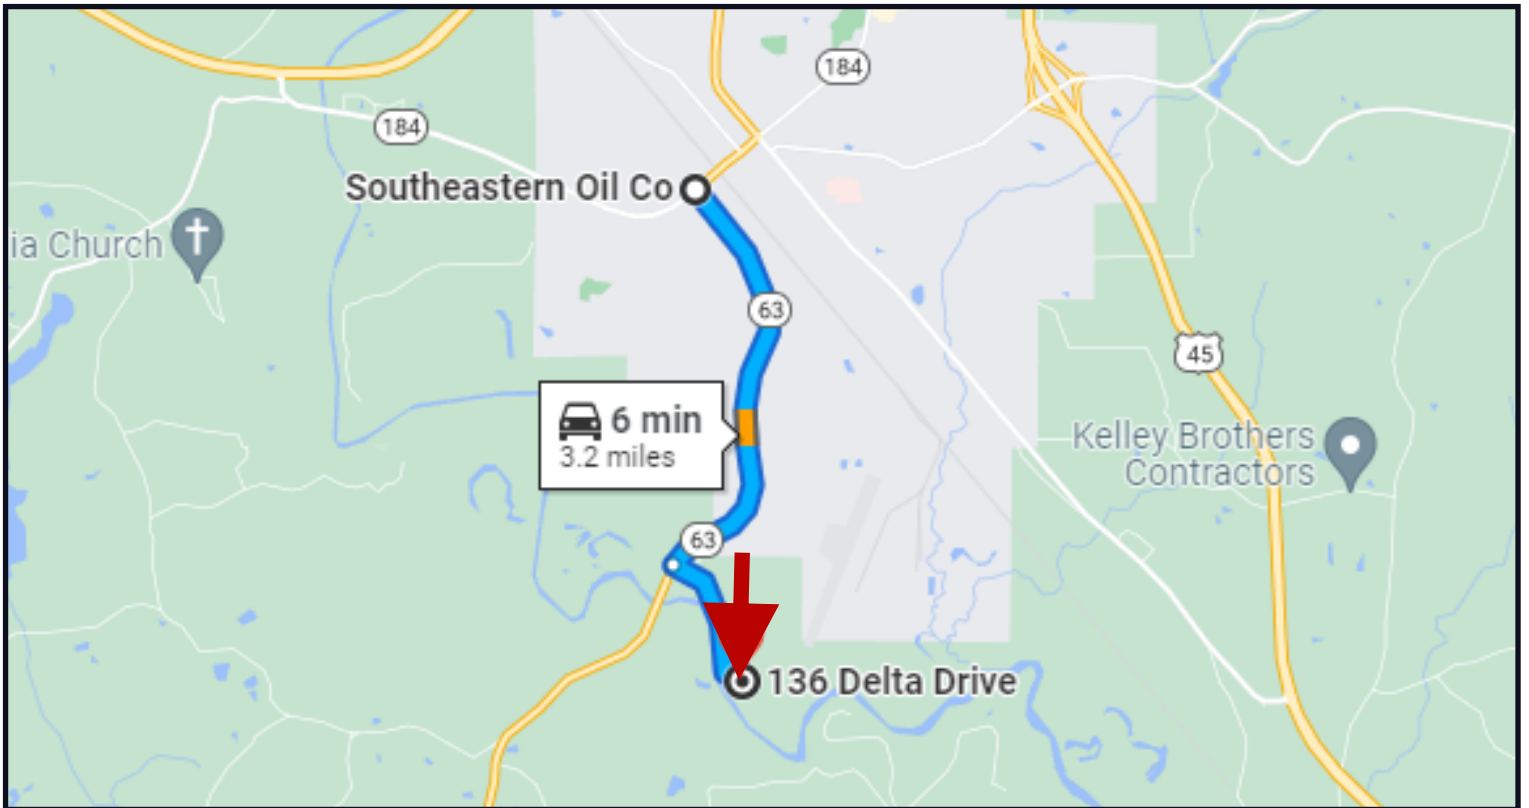 184
184
Southeastern Oil Co
ia Church
63
45
6 min
3.2 miles
Kelley Brothers
Contractors
63
136 Delta Drive